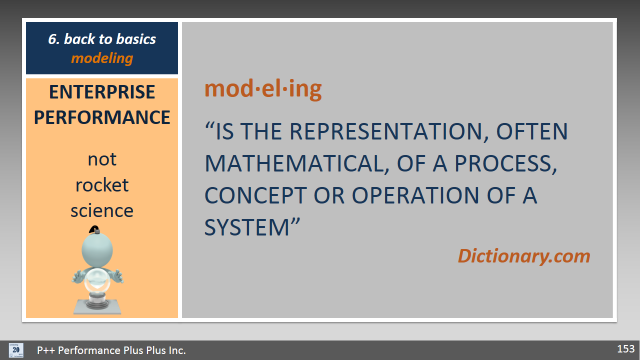 6. back to basics
modeling
ENTERPRISE
PERFORMANCE
not
rocket
science
mod·el·ing
“IS THE REPRESENTATION, OFTEN
MATHEMATICAL, OF A PROCESS,
CONCEPT OR OPERATION OF A
SYSTEM”
Dictionary.com
20
P++ Performance Plus Plus Inc.
153